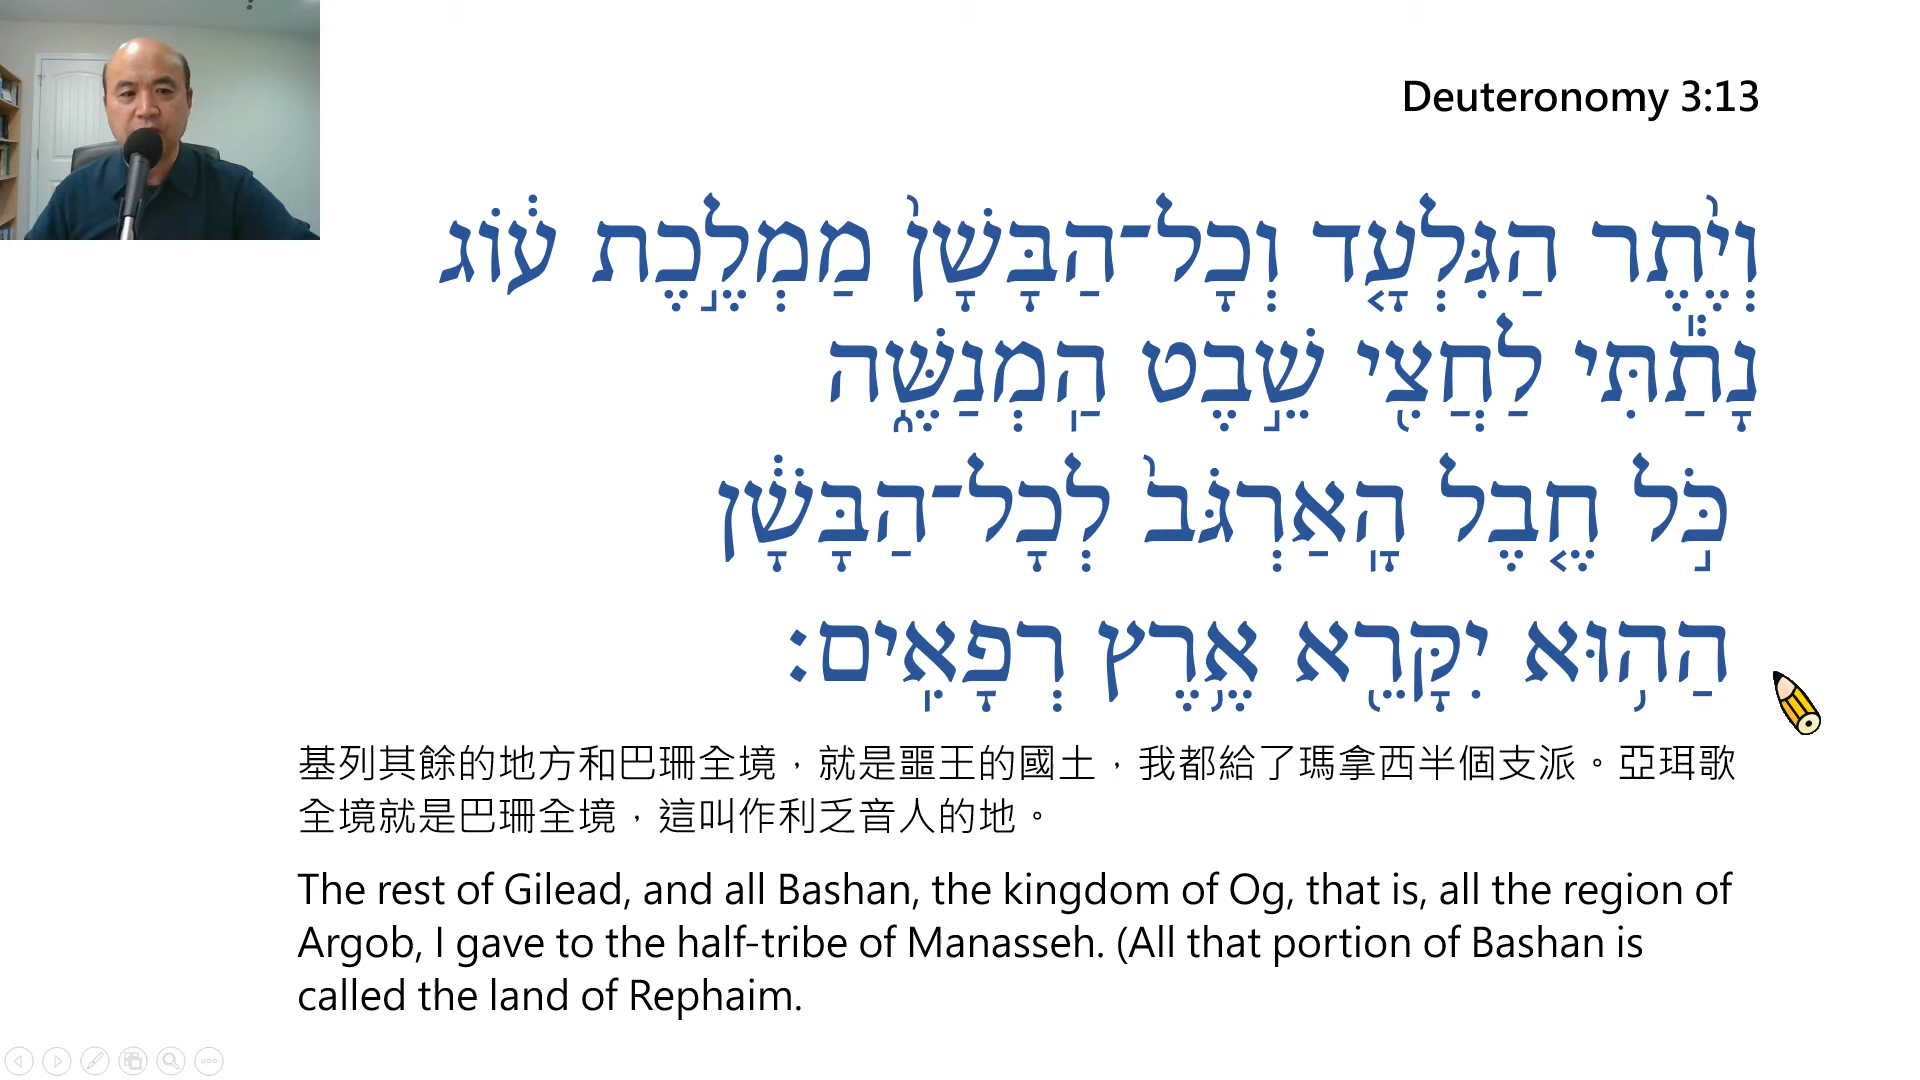 Deuteronomy 3:13
וְיֶ֨תֶר הַגִּלְעָ֤ד וְכׇל־הַבָּשָׁן֙ מַמְלֶ֣כֶת ע֔וֹג
נָתַ֕תִּי לַחֲצִ֖י שֵׁ֣בֶט הַֽמְנַשֶּׁ֑ה
כֹּ֣ל חֶ֤בֶל הָֽאַרְגֹּב֙ לְכׇל־הַבָּשָׁ֔ן
הַה֥וּא יִקָּרֵ֖א אֶ֥רֶץ רְפָאִֽים׃
基列其餘的地方和巴珊全境，就是噩王的國土，我都給了瑪拿西半個支派。亞珥歌
全境就是巴珊全境，這叫作利乏音人的地。
The rest of Gilead, and all Bashan, the kingdom of Og, that is, all the region of
Argob, I gave to the half-tribe of Manasseh. (All that portion of Bashan is
called the land of Rephaim.